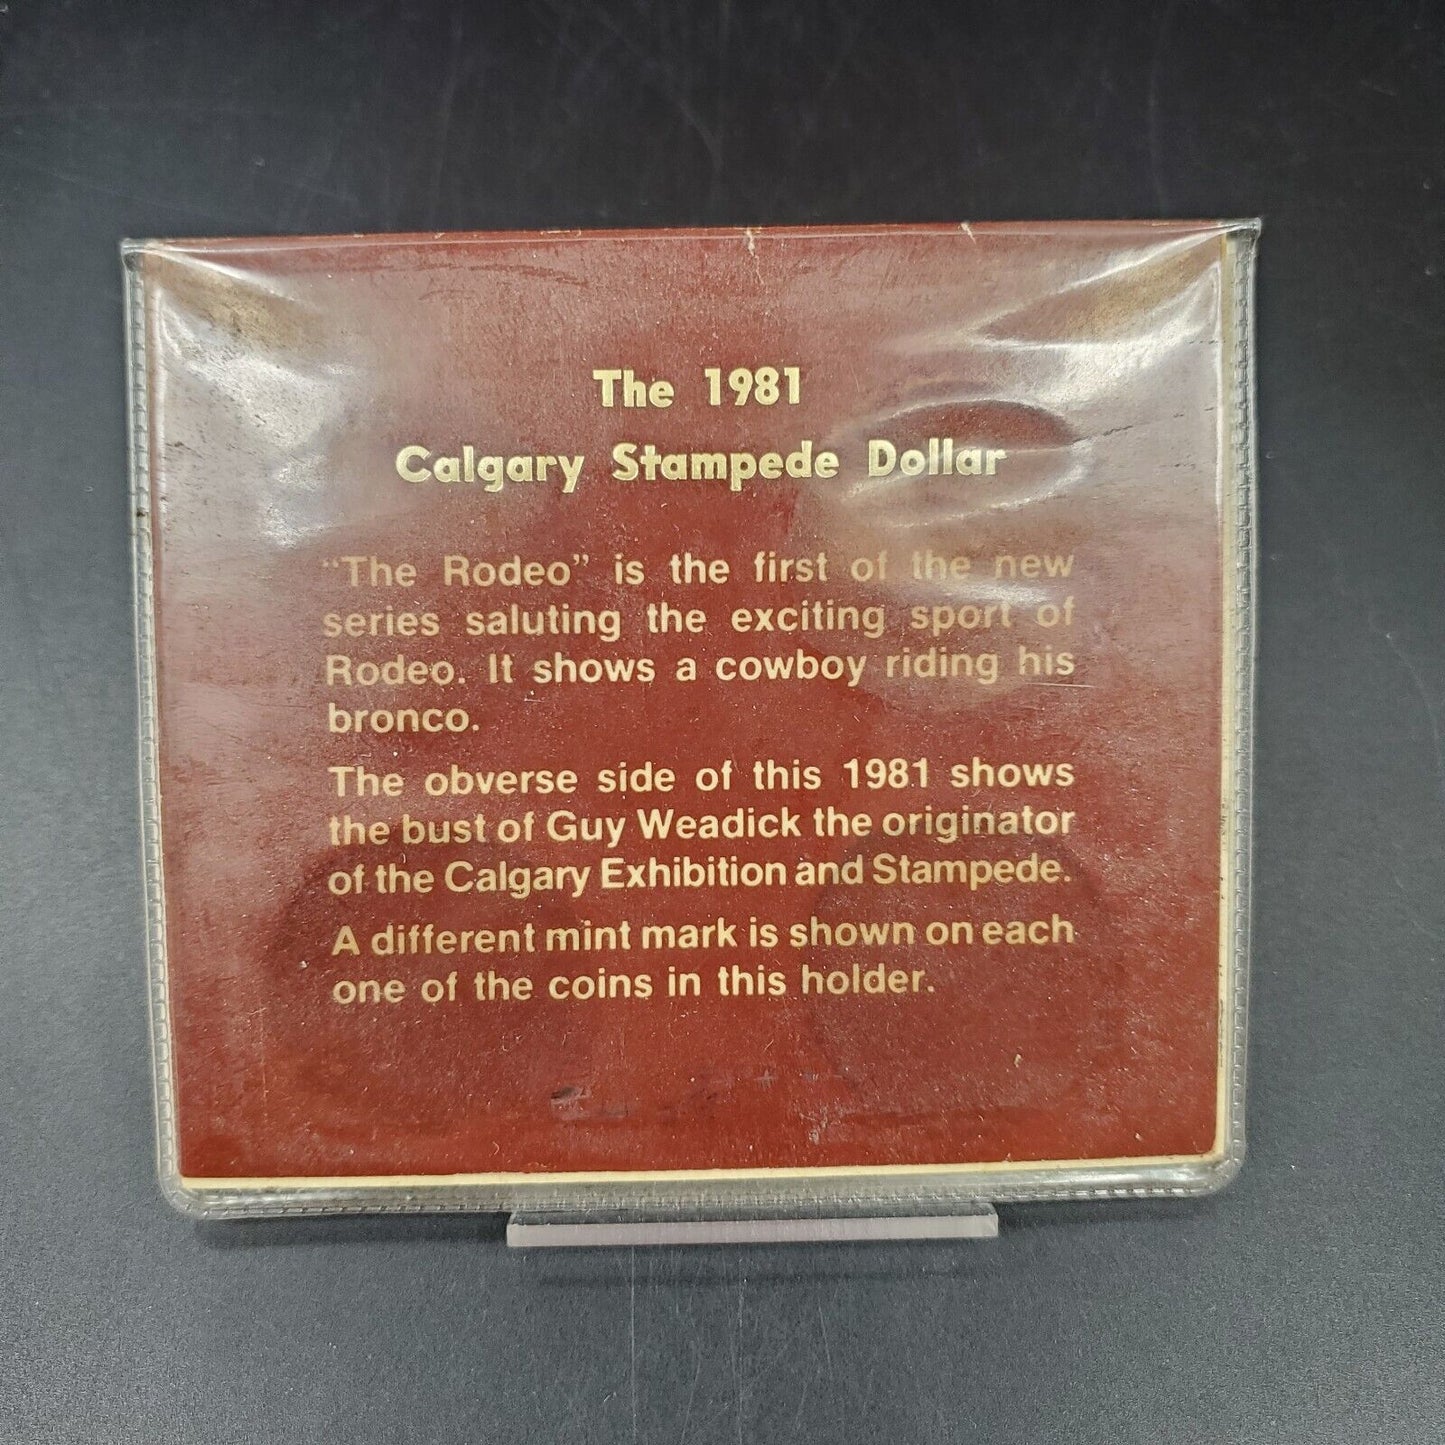 The 1981
Calgary Stampede Dollar
"The Rodeo" is the first of the new
series saluting the exciting sport of
Rodeo. It shows a cowboy riding his
bronco.
The obverse side of this 1981 shows
the bust of Guy Weadick the originator
of the Calgary Exhibition and Stampede.
A different mint mark is shown on each
one of the coins in this holder.